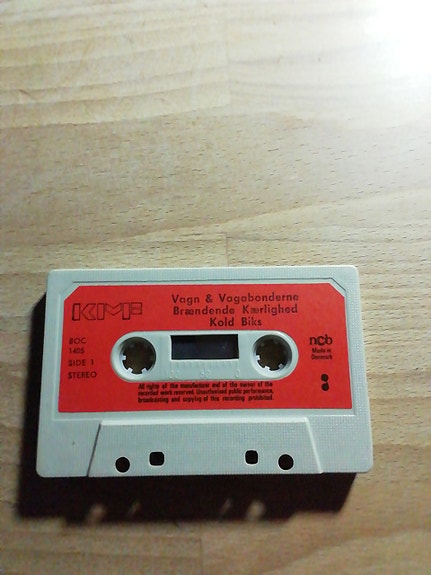 KMF
Vagn & Vagabonderne
Brændende Kærlighed
Kold Biks
BOC
1405
SIDE 1
STEREO
ncb
Made in
Denmark
All rights of the manufacturer and of the owner of the
recorded work reserved. Unauthorised public performance,
broadcasting and copying of this recording prohibited.